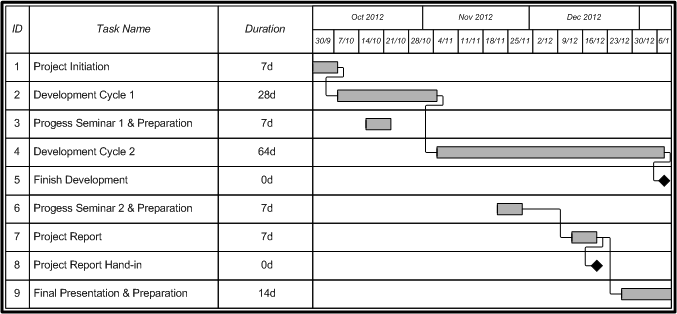 ID Task Name Duration Oct 2012 Nov 2012 Dec 2012
30/9 7/10 14/10 21/10 28/10 4/11 11/11 18/11 25/11 2/12 9/12 16/12 23/12 30/12 6/1
1 Project Initiation 7d
2 Development Cycle 1 28d
3 Progess Seminar 1 & Preparation 7d
4 Development Cycle 2 64d
5 Finish Development 0d
6 Progess Seminar 2 & Preparation 7d
7 Project Report 7d
8 Project Report Hand-in 0d
9 Final Presentation & Preparation 14d